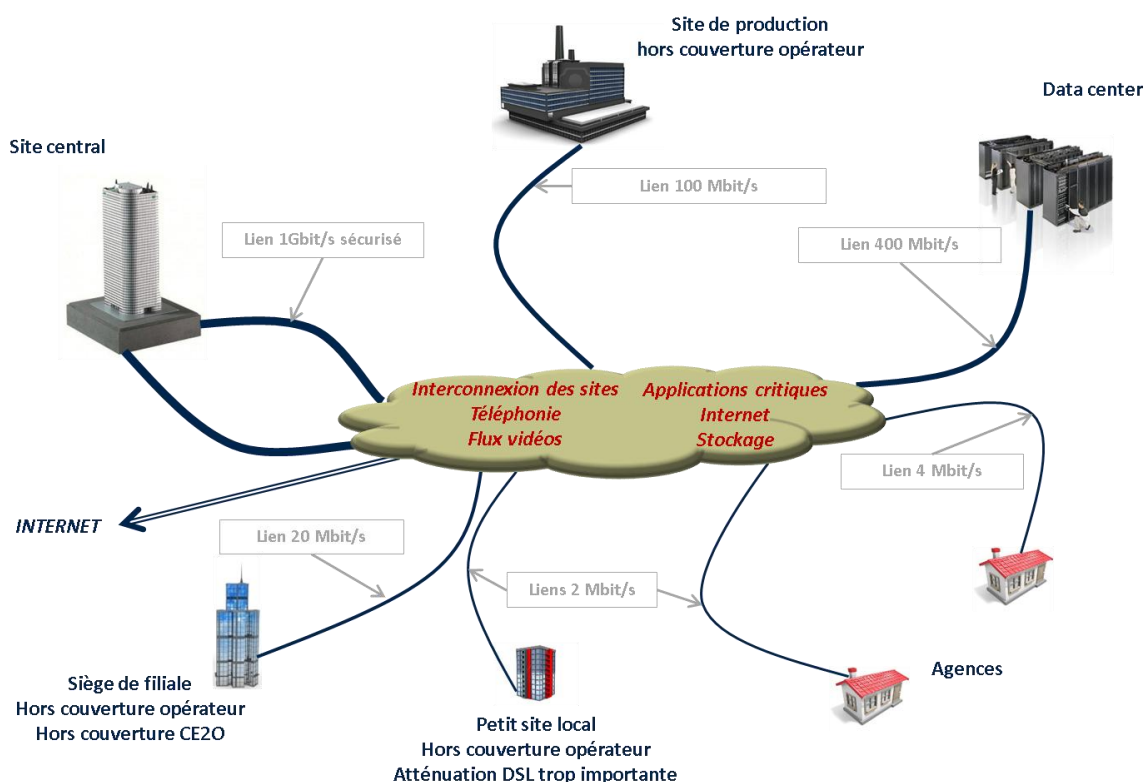 Site de production
hors couverture opérateur
Data center
Site central
Lien 100 Mbit/s
Lien 1Gbit/s sécurisé
Lien 400 Mbit/s
Interconnexion des sites
Téléphonie
Flux vidéos
Applications critiques
Internet
Stockage
Lien 4 Mbit/s
INTERNET
Lien 20 Mbit/s
Liens 2 Mbit/s
Agences
Siège de filiale
Hors couverture opérateur
Hors couverture CE2O
Petit site local
Hors couverture opérateur
Atténuation DSL trop importante